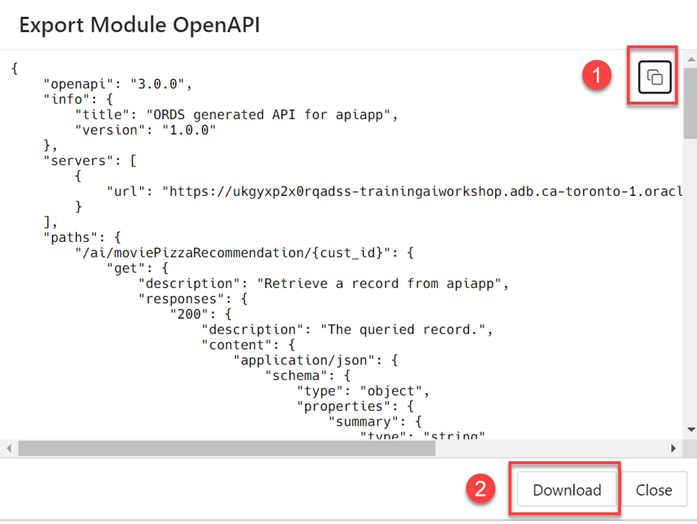 Export Module OpenAPI
1
{
"openapi": "3.0.0",
"info": {
"title": "ORDS generated API for apiapp",
"version": "1.0.0"
},
"servers": [
{
"url": "https://ukgyxp2x0rqadss-trainingaiworkshop.adb.ca-toronto-1.oracl
}
],
"paths": {
"/ai/moviePizzaRecommendation/{cust_id}": {
"get": {
"description": "Retrieve a record from apiapp",
"responses": {
"200": {
"description": "The queried record.",
"content": {
"application/json": {
"schema": {
"type": "object",
"properties": {
"summary": {
"type": "string"
2 Download Close